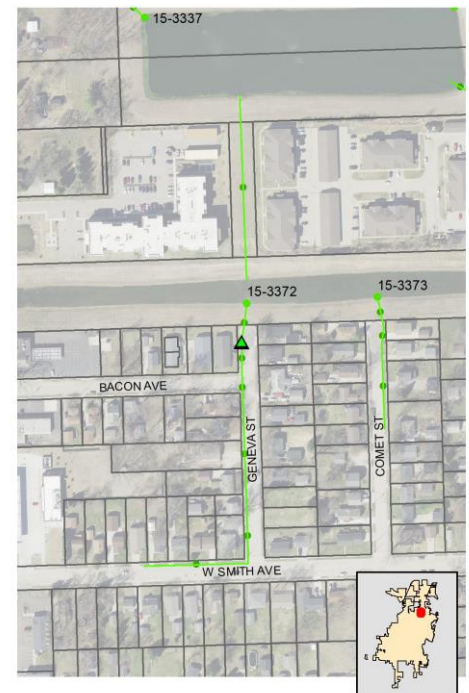 15-3337
15-3372
15-3373
BACON AVE
GENEVA ST
COMET ST
W SMITH AVE